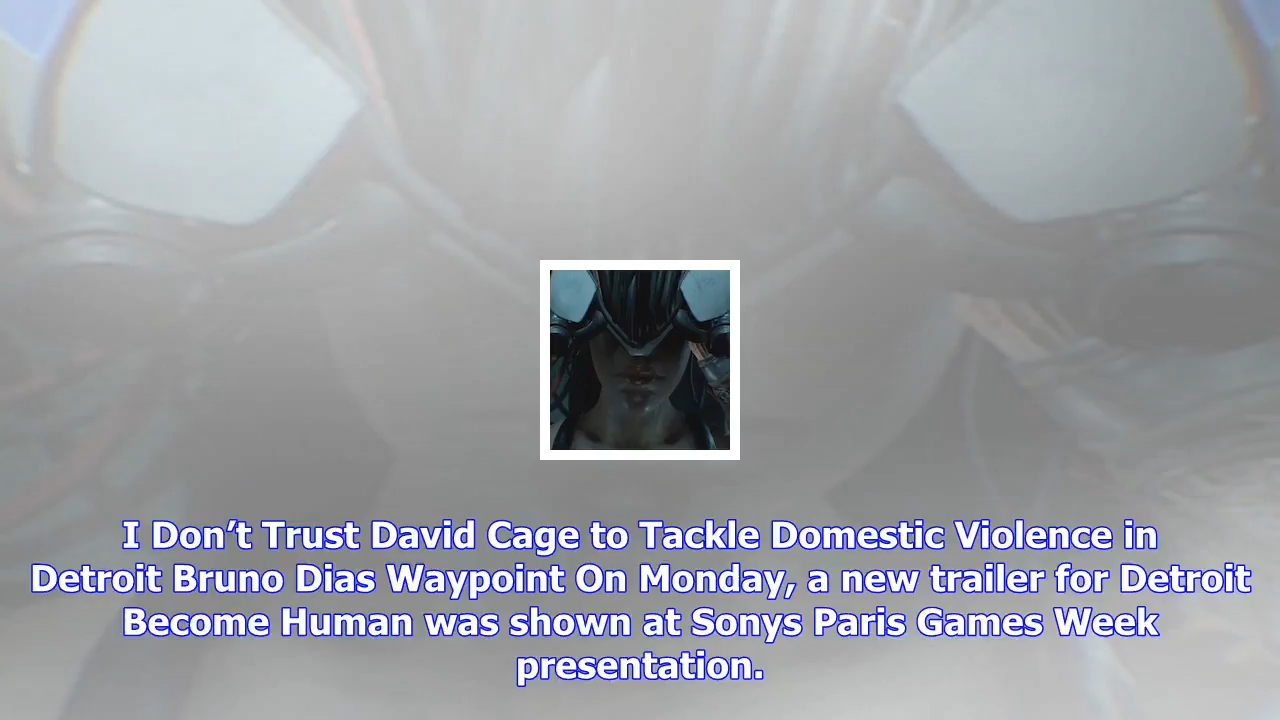 I Don’t Trust David Cage to Tackle Domestic Violence in
Detroit Bruno Dias Waypoint On Monday, a new trailer for Detroit
Become Human was shown at Sonys Paris Games Week
presentation.